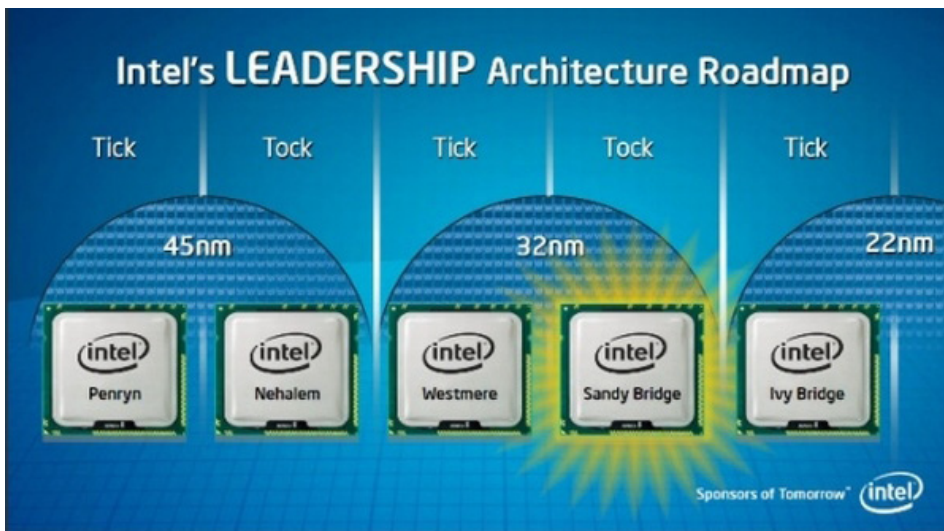 Intel's LEADERSHIP Architecture Roadmap
Tick Tock Tick Tock Tick
45nm 32nm 22nm
intel intel intel intel intel
Penryn Nehalem Westmere Sandy Bridge Ivy Bridge
Sponsors of Tomorrow™ intel